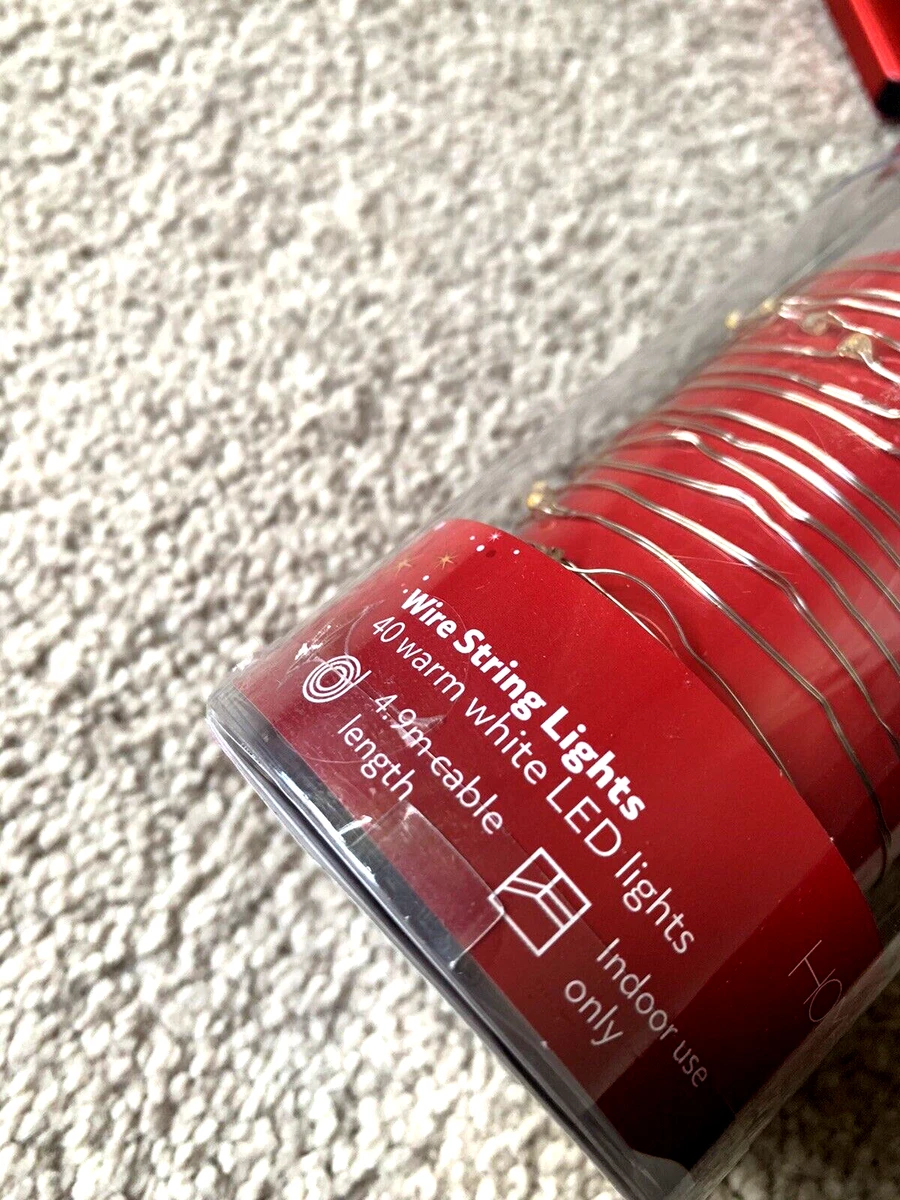 Wire String Lights
40 warm white LED lights
4.9m cable
length
Indoor use
only